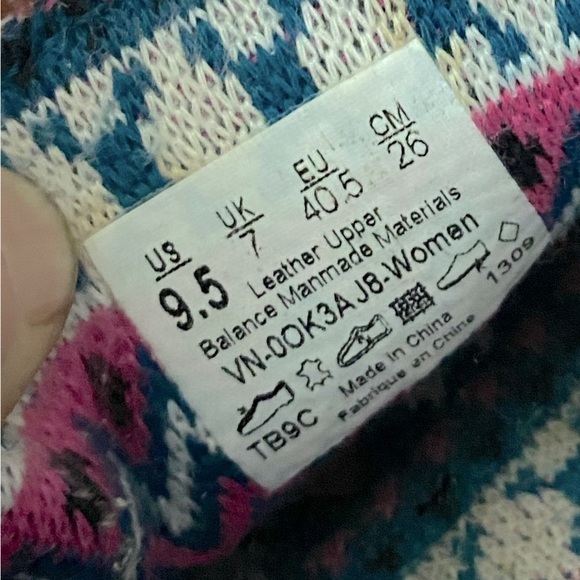 US UK EU CM
9.5 7 40.5 26
Leather Upper
Balance Manmade Materials
VN-0OK3AJ8-Women
TB9C Made in China 1309
Fabrique en Chine